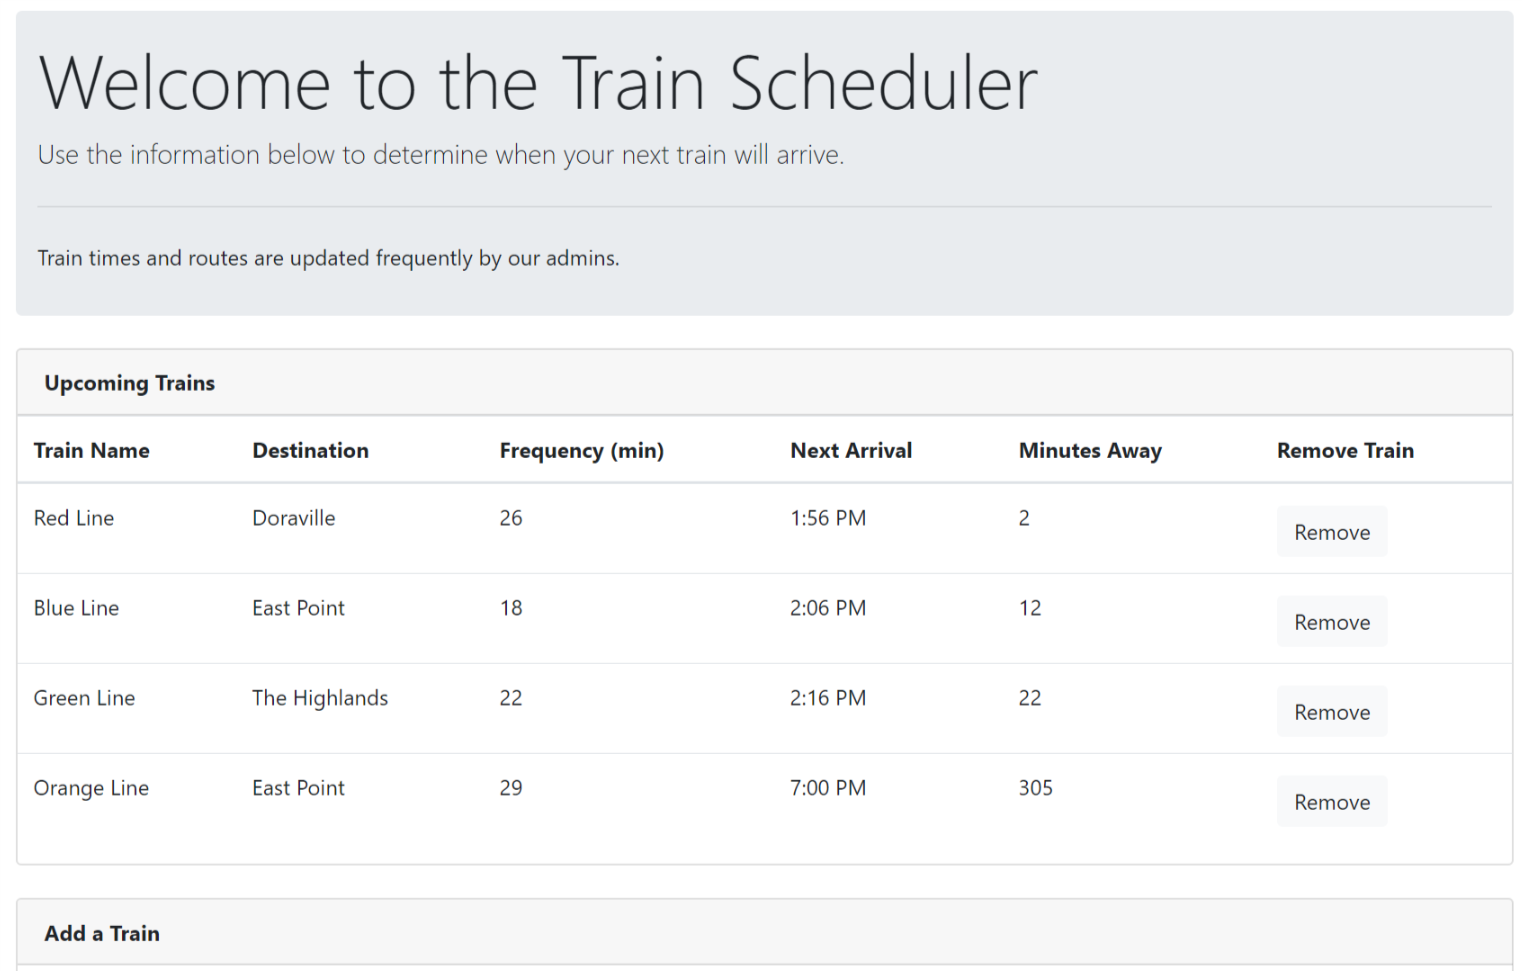 Welcome to the Train Scheduler
Use the information below to determine when your next train will arrive.
Train times and routes are updated frequently by our admins.
Upcoming Trains
Train Name Destination Frequency (min) Next Arrival Minutes Away Remove Train
Red Line Doraville 26 1:56 PM 2 Remove
Blue Line East Point 18 2:06 PM 12 Remove
Green Line The Highlands 22 2:16 PM 22 Remove
Orange Line East Point 29 7:00 PM 305 Remove
Add a Train